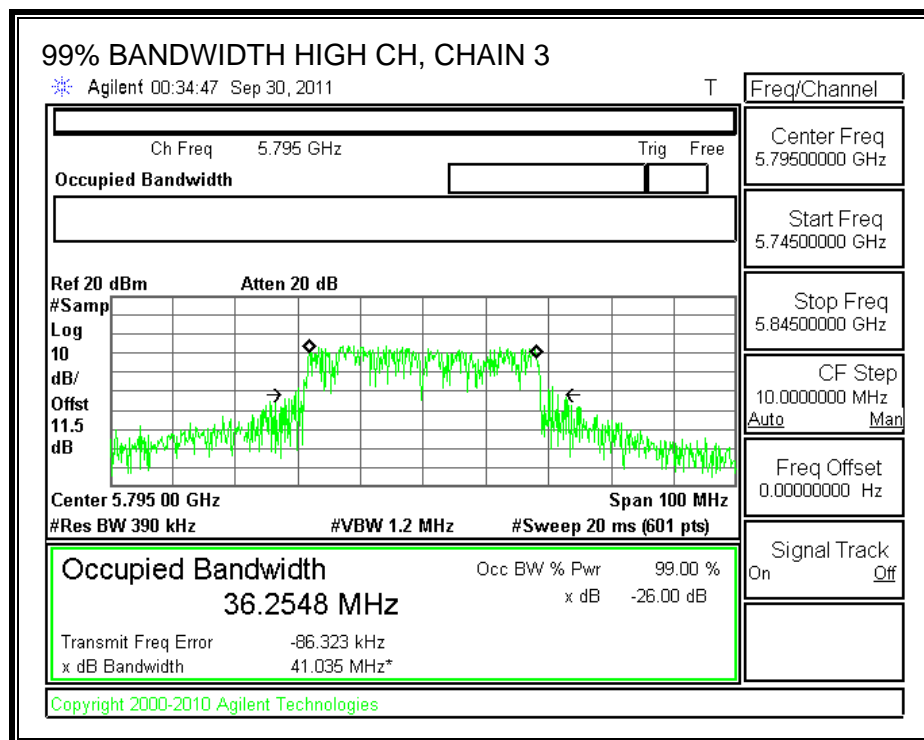 99% BANDWIDTH HIGH CH, CHAIN 3
Agilent 00:34:47 Sep 30, 2011 T
Freq/Channel
Ch Freq 5.795 GHz Trig Free
Occupied Bandwidth
Center Freq
5.79500000 GHz
Start Freq
5.74500000 GHz
Stop Freq
5.84500000 GHz
CF Step
10.0000000 MHz
Auto Man
Freq Offset
0.00000000 Hz
Signal Track
On Off
Ref 20 dBm Atten 20 dB
#Samp
Log
10
dB/
Offst
11.5
dB
Center 5.795 00 GHz Span 100 MHz
#Res BW 390 kHz #VBW 1.2 MHz #Sweep 20 ms (601 pts)
Occupied Bandwidth Occ BW % Pwr 99.00 %
36.2548 MHz x dB -26.00 dB
Transmit Freq Error -86.323 kHz
x dB Bandwidth 41.035 MHz*
Copyright 2000-2010 Agilent Technologies